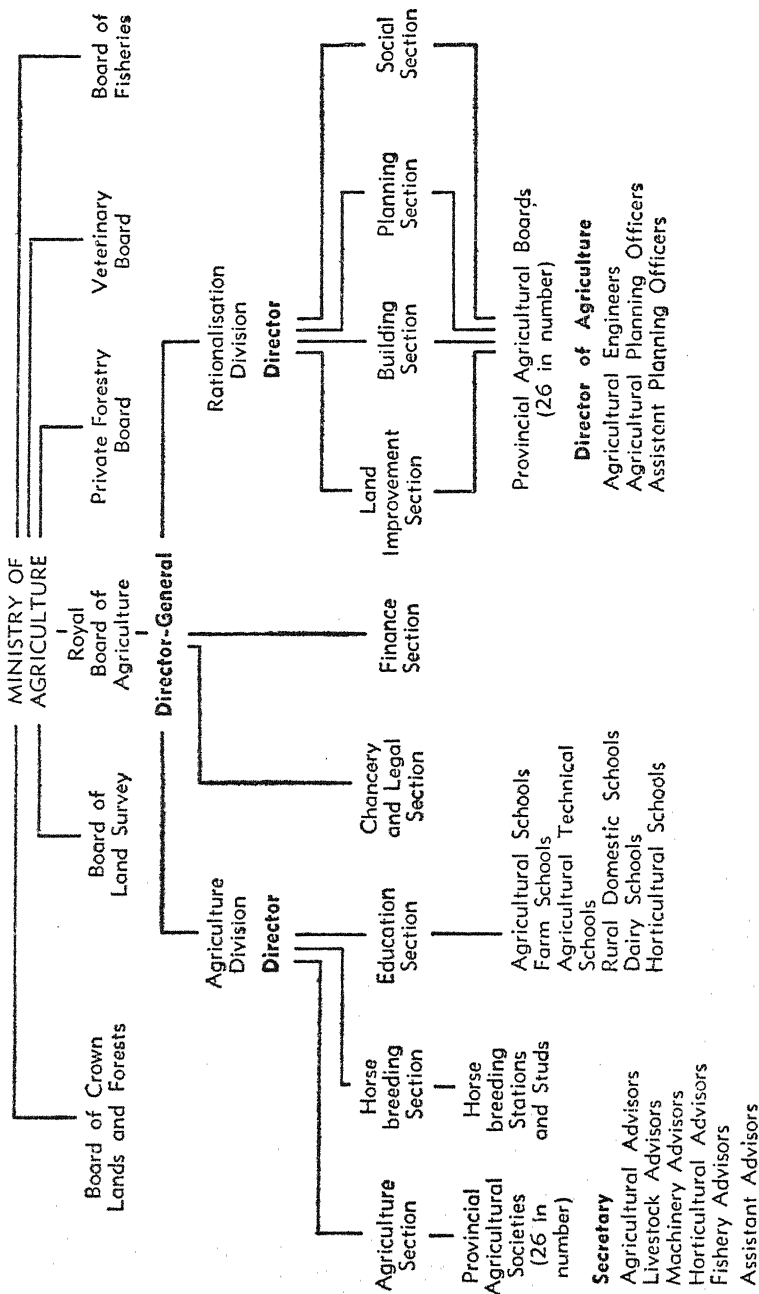 MINISTRY OF
AGRICULTURE
Board of Crown
Lands and Forests
Board of
Land Survey
Royal
Board of
Agriculture
Private Forestry
Board
Veterinary
Board
Board of
Fisheries
Director-General
Agriculture
Division
Director
Rationalisation
Division
Director
Agriculture
Section
Horse
breeding
Section
Education
Section
Chancery
and Legal
Section
Finance
Section
Land
Improvement
Section
Building
Section
Planning
Section
Social
Section
Provincial
Agricultural
Societies
(26 in
number)
Secretary
Agricultural Advisors
Livestock Advisors
Machinery Advisors
Horticultural Advisors
Fishery Advisors
Assistant Advisors
Horse
breeding
Stations
and Studs
Agricultural Schools
Farm Schools
Agricultural Technical
Schools
Rural Domestic Schools
Dairy Schools
Horticultural Schools
Provincial Agricultural Boards
(26 in number)
Director of Agriculture
Agricultural Engineers
Agricultural Planning Officers
Assistant Planning Officers